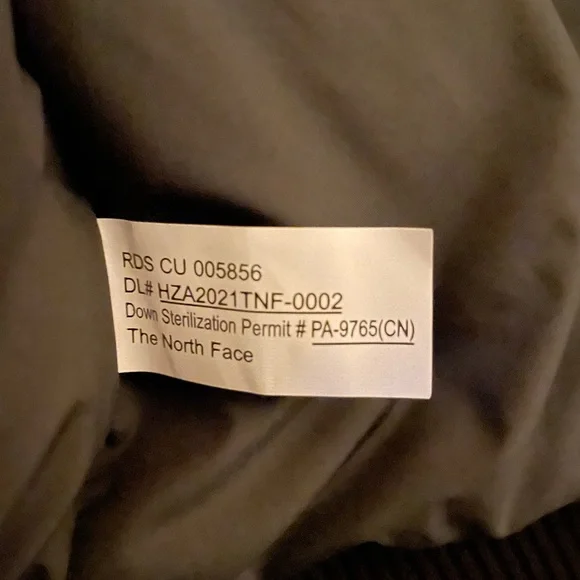 RDS CU 005856
DL# HZA2021TNF-0002
Down Sterilization Permit # PA-9765(CN)
The North Face